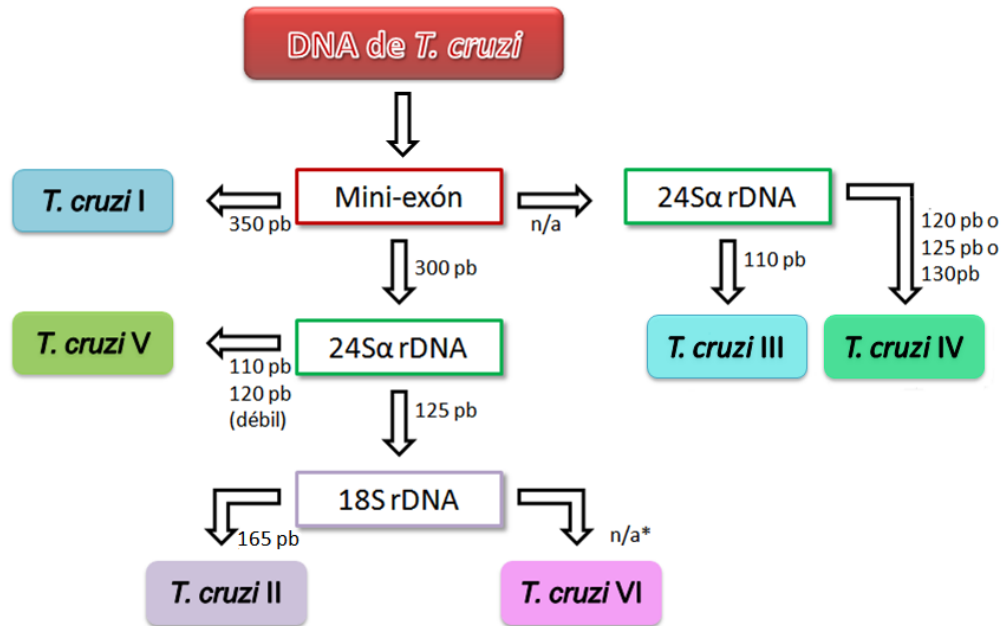 DNA de T. cruzi
T. cruzi I
350 pb
Mini-exón
n/a
24Sα rDNA
120 pb o
125 pb o
130pb
300 pb
110 pb
T. cruzi V
110 pb
120 pb
(débil)
24Sα rDNA
T. cruzi III
T. cruzi IV
125 pb
18S rDNA
165 pb
n/a*
T. cruzi II
T. cruzi VI